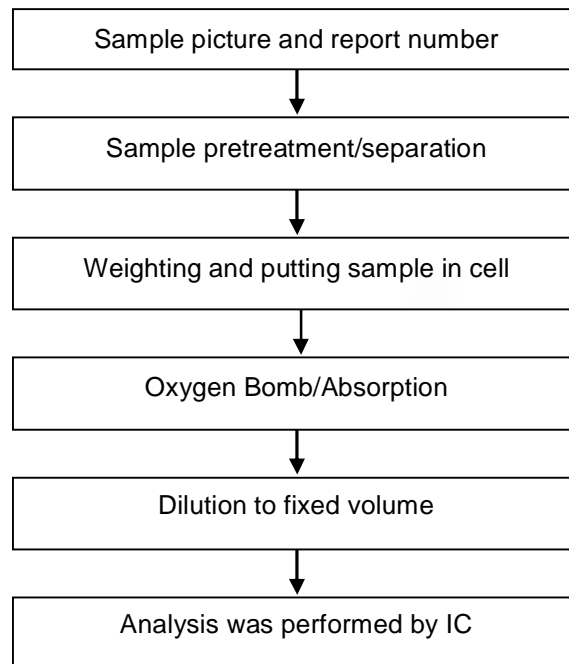 Sample picture and report number
Sample pretreatment/separation
Weighting and putting sample in cell
Oxygen Bomb/Absorption
Dilution to fixed volume
Analysis was performed by IC